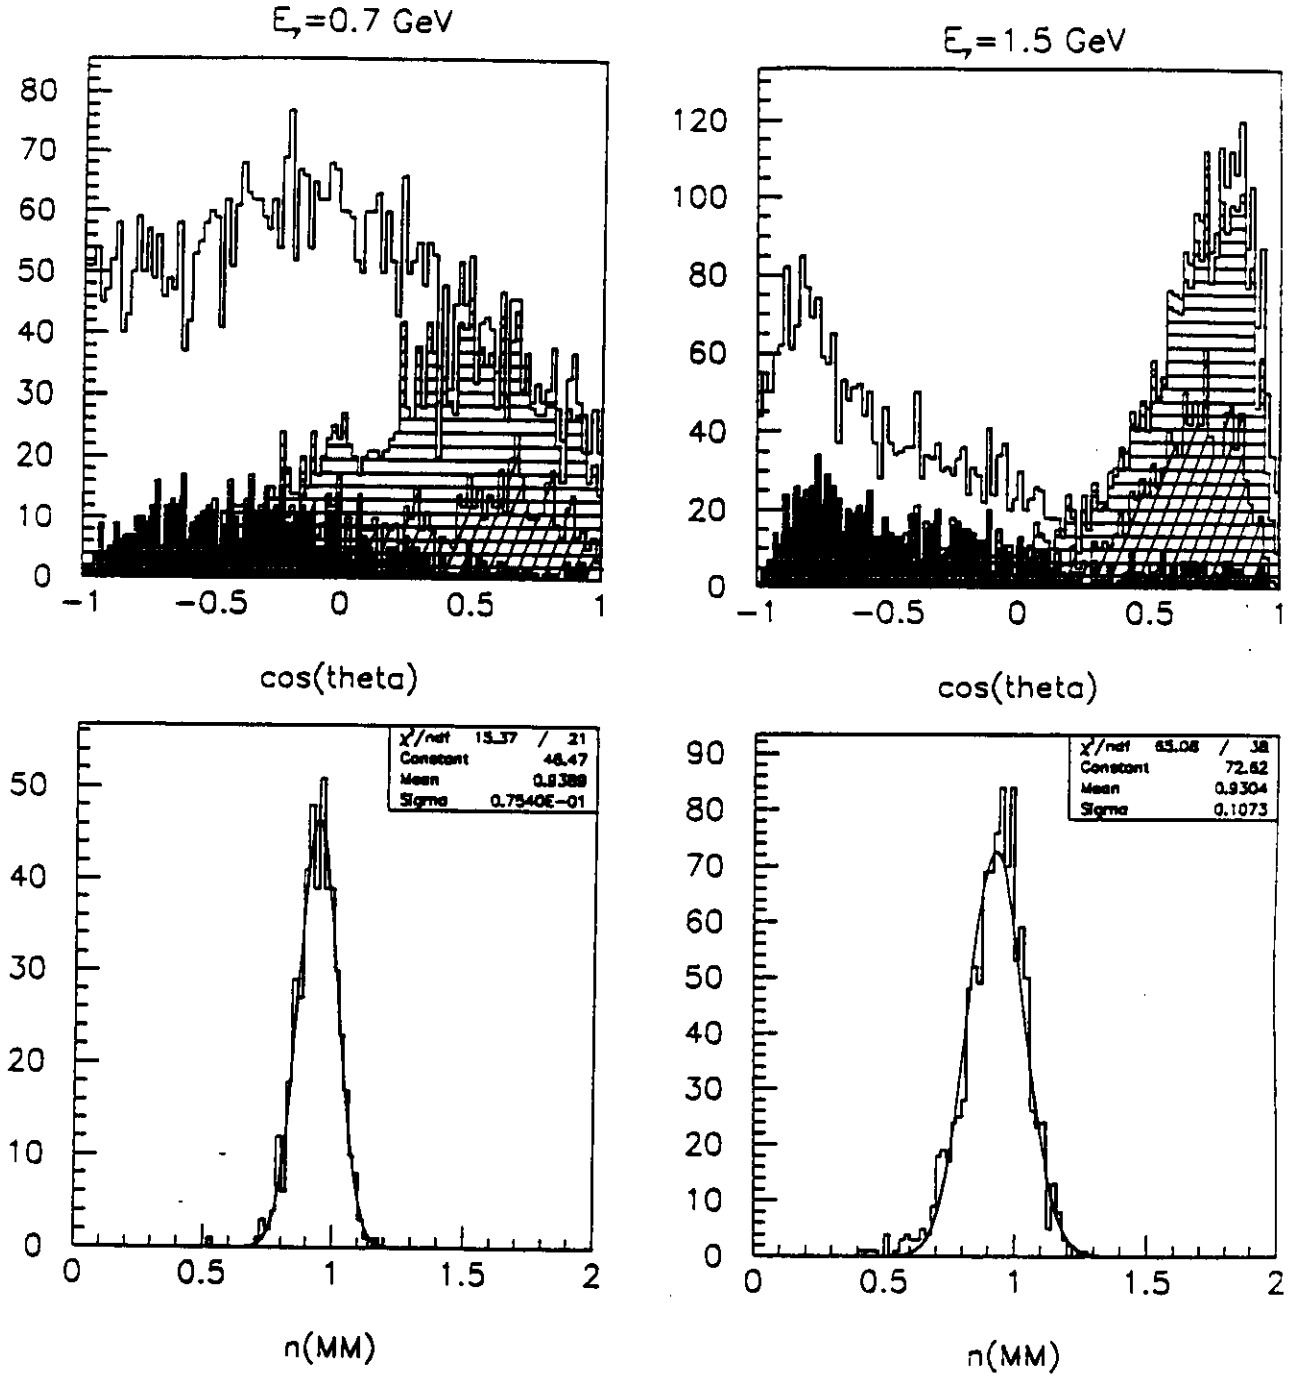 E_γ=0.7 GeV
80
70
60
50
40
30
20
10
0
-1 -0.5 0 0.5 1
cos(theta)
E_γ=1.5 GeV
120
100
80
60
40
20
0
-1 -0.5 0 0.5 1
cos(theta)
χ²/ndf 15.37 / 21
Constant 46.47
Mean 0.9389
Sigma 0.7540E-01
50
40
30
20
10
0
0 0.5 1 1.5 2
n(MM)
χ²/ndf 65.08 / 38
Constant 72.62
Mean 0.9304
Sigma 0.1073
90
80
70
60
50
40
30
20
10
0
0 0.5 1 1.5 2
n(MM)